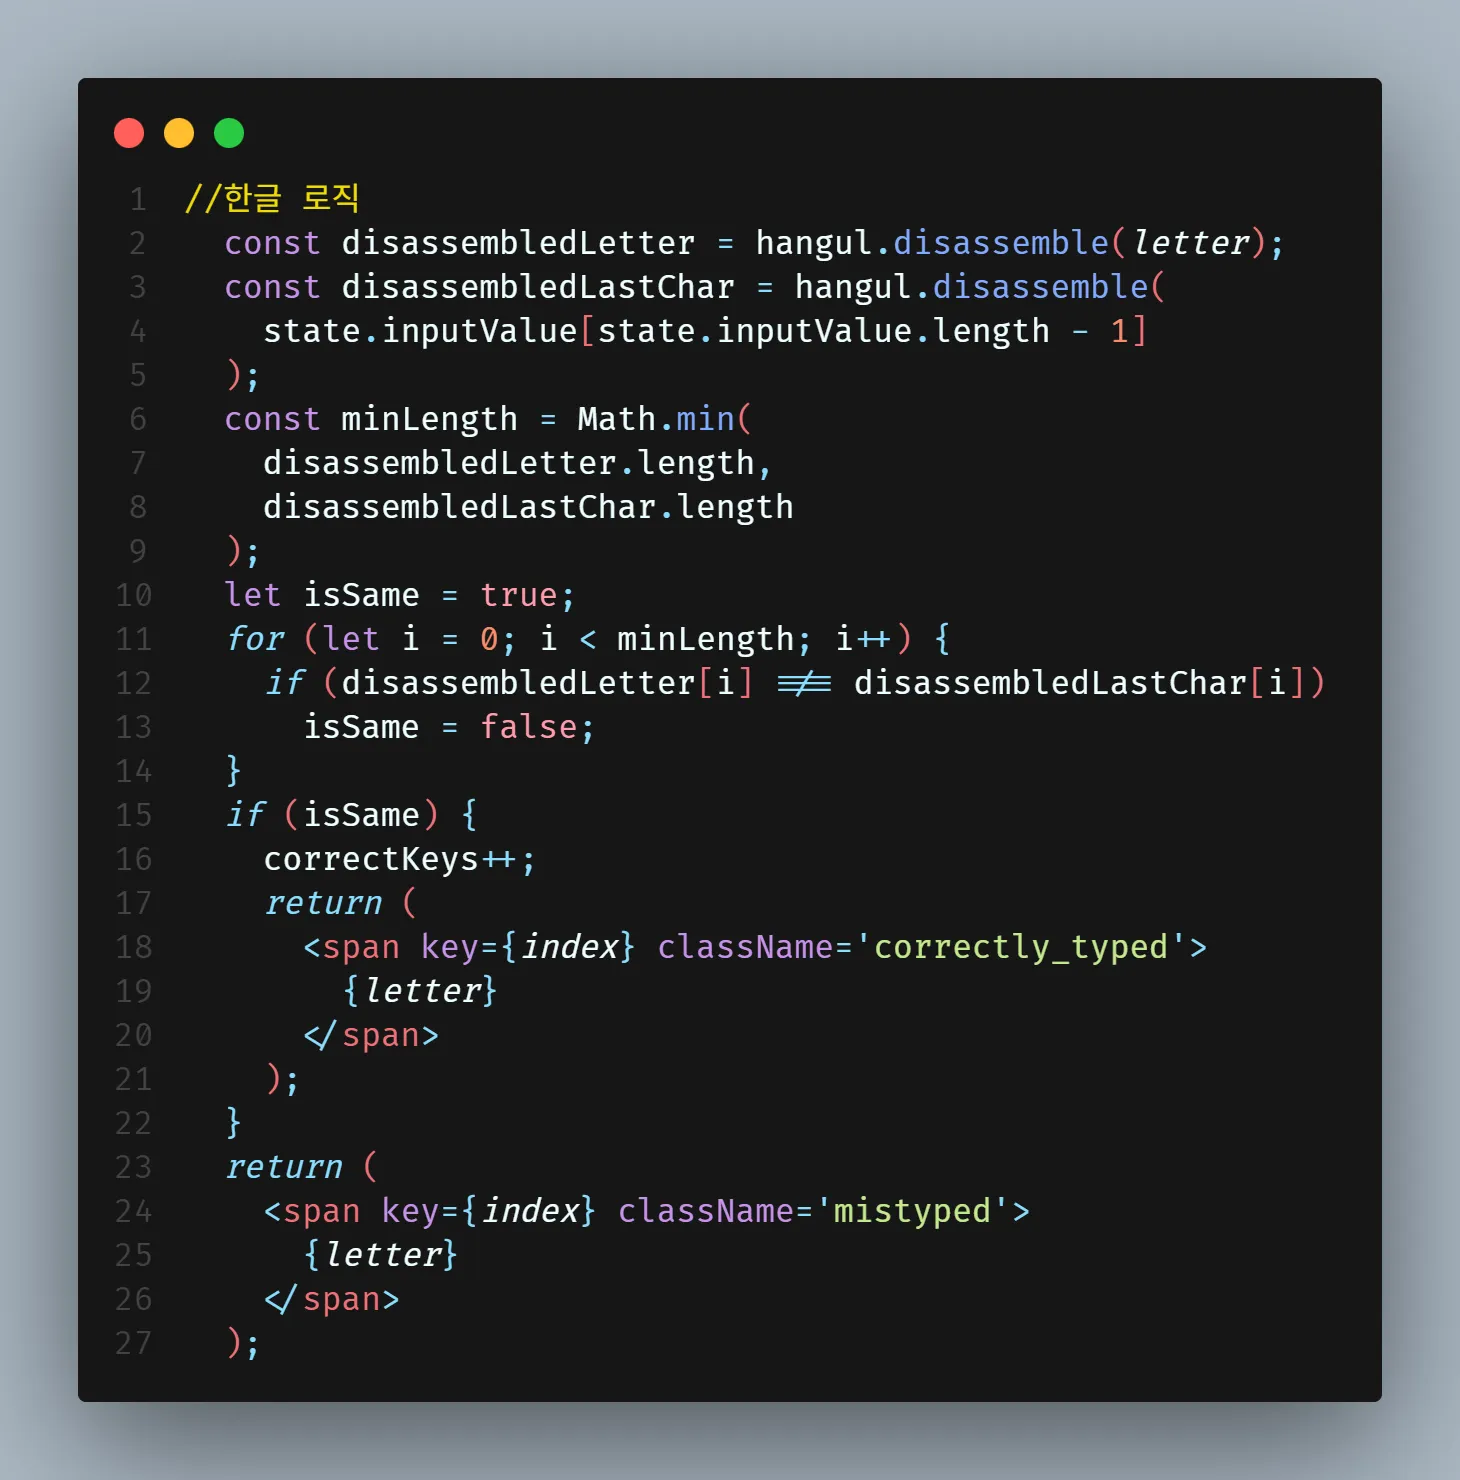 1 //한글 로직
2 const disassembledLetter = hangul.disassemble(letter);
3 const disassembledLastChar = hangul.disassemble(
4 state.inputValue[state.inputValue.length - 1]
5 );
6 const minLength = Math.min(
7 disassembledLetter.length,
8 disassembledLastChar.length
9 );
10 let isSame = true;
11 for (let i = 0; i < minLength; i++) {
12 if (disassembledLetter[i] !== disassembledLastChar[i])
13 isSame = false;
14 }
15 if (isSame) {
16 correctKeys++;
17 return (
18 <span key={index} className='correctly_typed'>
19 {letter}
20 </span>
21 );
22 }
23 return (
24 <span key={index} className='mistyped'>
25 {letter}
26 </span>
27 );